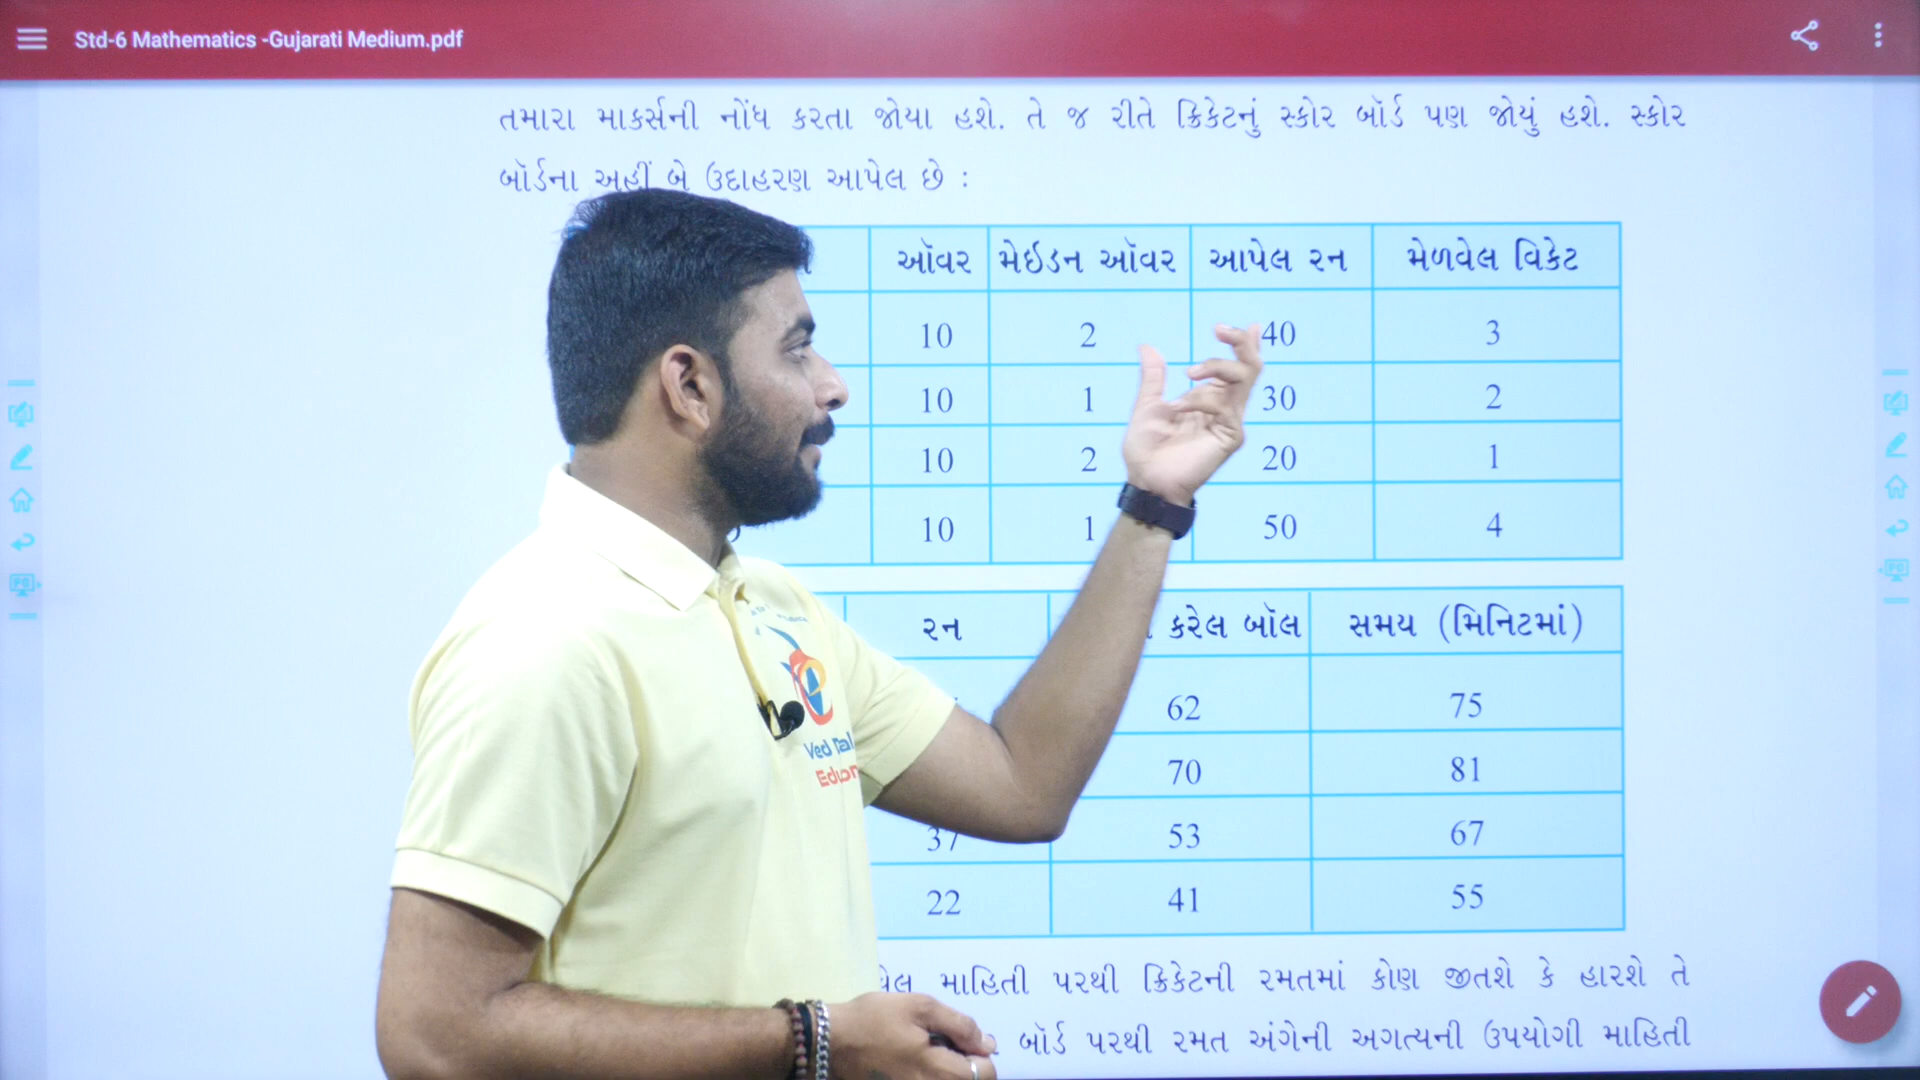 Std-6 Mathematics -Gujarati Medium.pdf
તમારા માર્ક્સની નોંધ કરતા જોયા હશે. તે જ રીતે ક્રિકેટનું સ્કોર બૉર્ડ પણ જોયું હશે. સ્કોર
બૉર્ડના અહીં બે ઉદાહરણ આપેલ છે :
ઑવર મેઇડન ઑવર આપેલ રન મેળવેલ વિકેટ
10 2 40 3
10 1 30 2
10 2 20 1
10 1 50 4
રન કરેલ બૉલ સમય (મિનિટમાં)
62 75
70 81
37 53 67
22 41 55
માહિતી પરથી ક્રિકેટની રમતમાં કોણ જીતશે કે હારશે તે
બૉર્ડ પરથી રમત અંગેની અગત્યની ઉપયોગી માહિતી
Ved